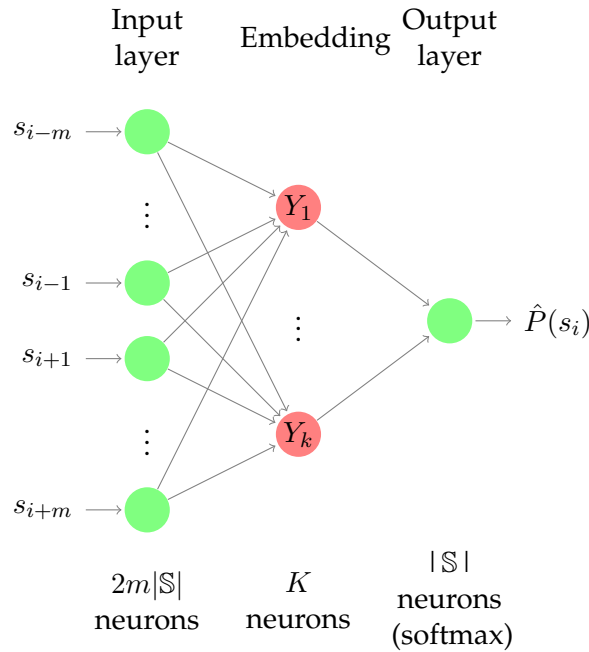 Input layer
Embedding
Output layer
s_{i−m}
⋮
s_{i−1}
s_{i+1}
⋮
s_{i+m}
Y_1
⋮
Y_k
P̂(s_i)
2m|𝕊| neurons
K neurons
|𝕊| neurons (softmax)